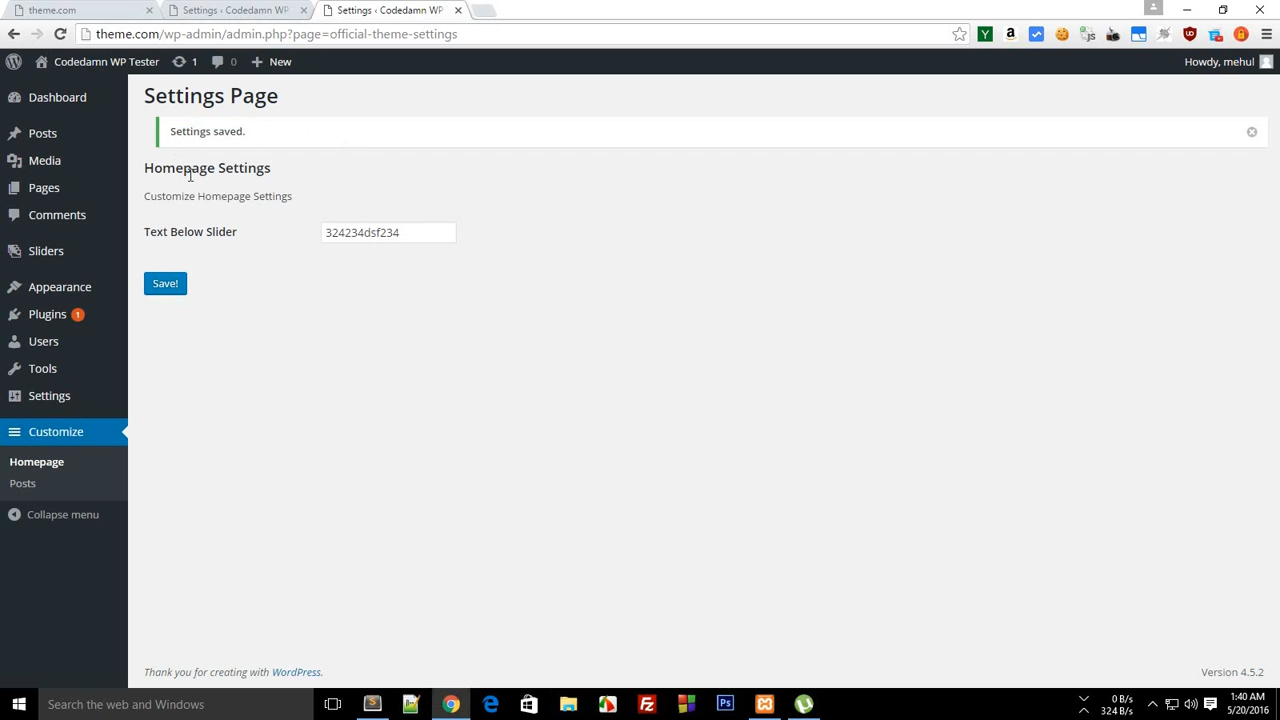 theme.com
Settings ‹ Codedamn WP
Settings ‹ Codedamn WP
theme.com/wp-admin/admin.php?page=official-theme-settings
Codedamn WP Tester 1 0 New Howdy, mehul
Dashboard
Posts
Media
Pages
Comments
Sliders
Appearance
Plugins 1
Users
Tools
Settings
Customize
Homepage
Posts
Collapse menu
Settings Page
Settings saved.
Homepage Settings
Customize Homepage Settings
Text Below Slider 324234dsf234
Save!
Thank you for creating with WordPress. Version 4.5.2
Search the web and Windows
0 B/s
324 B/s
1:40 AM
5/20/2016